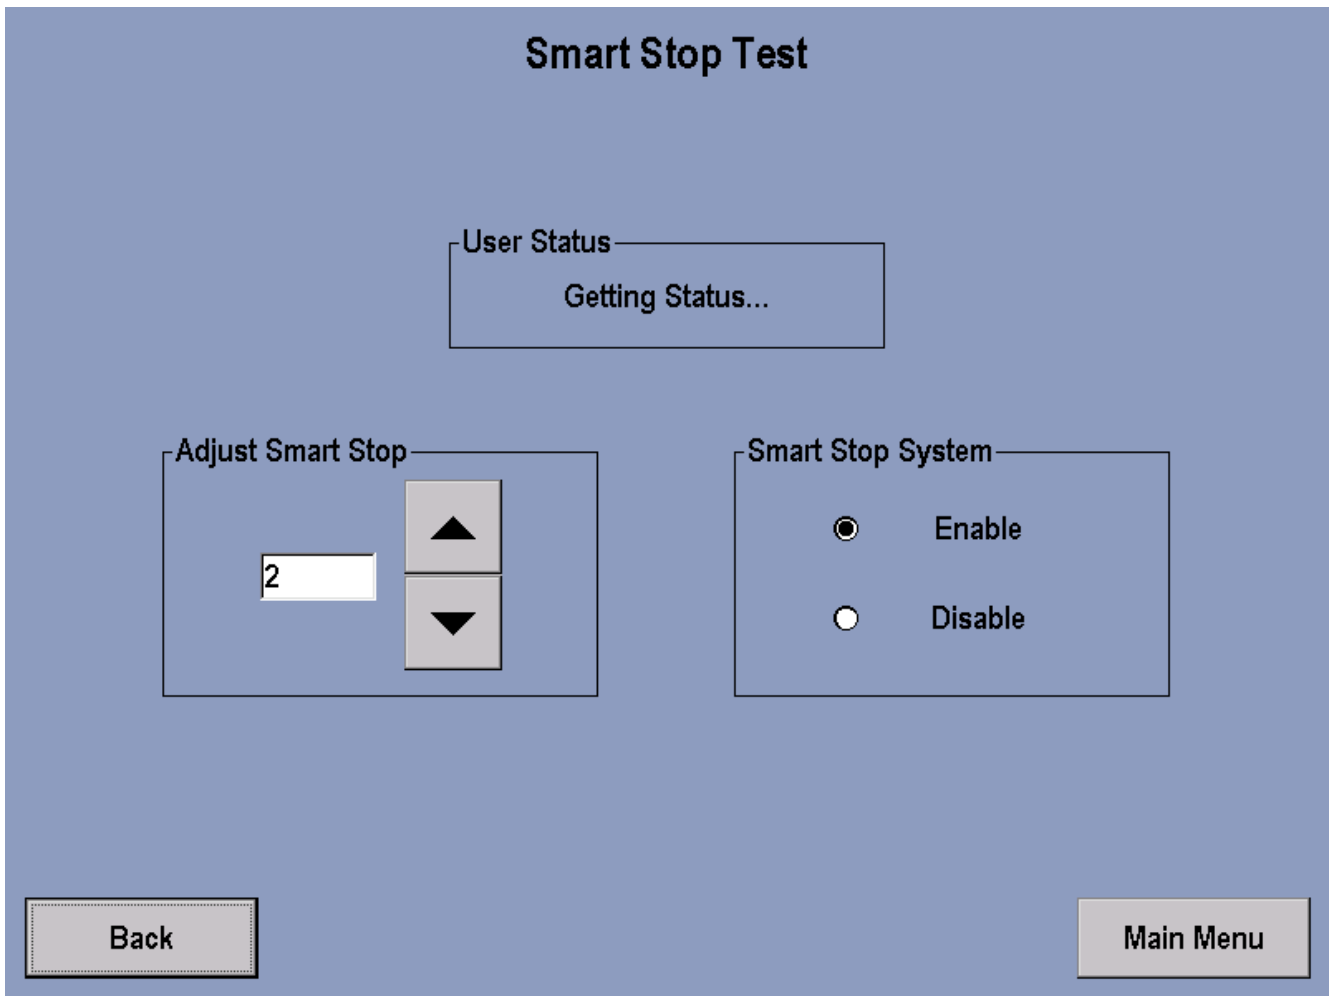 Smart Stop Test
User Status
Getting Status...
Adjust Smart Stop
2
Smart Stop System
Enable
Disable
Back
Main Menu